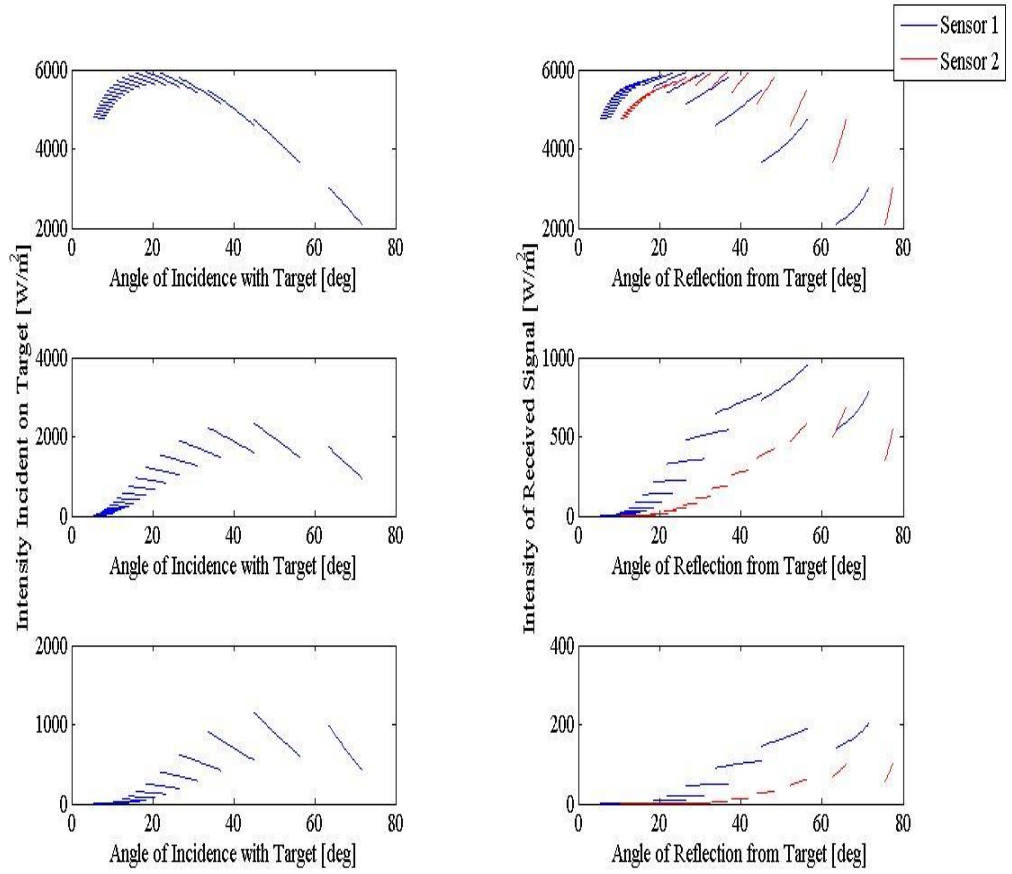 Sensor 1
Sensor 2
6000
4000
2000
0 20 40 60 80
Angle of Incidence with Target [deg]
6000
4000
2000
0 20 40 60 80
Angle of Reflection from Target [deg]
Intensity Incident on Target [W/m²]
Intensity of Received Signal [W/m²]
4000
2000
0
0 20 40 60 80
Angle of Incidence with Target [deg]
1000
500
0
0 20 40 60 80
Angle of Reflection from Target [deg]
2000
1000
0
0 20 40 60 80
Angle of Incidence with Target [deg]
400
200
0
0 20 40 60 80
Angle of Reflection from Target [deg]